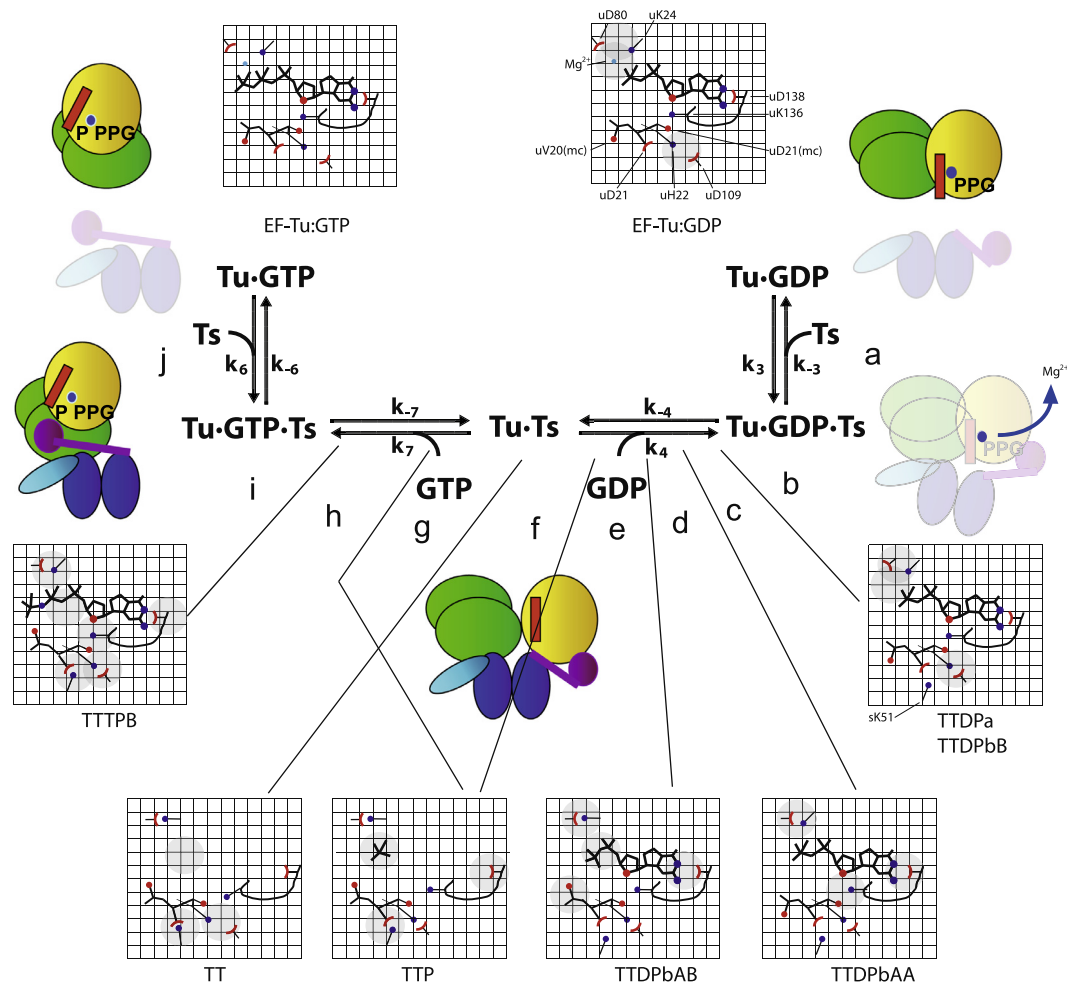 uD80
uK24
Mg2+
P PPG
uD138
uK136
PPG
uV20(mc)
uD21(mc)
uD21
uH22
uD109
EF-Tu:GTP
EF-Tu:GDP
Tu·GTP
Tu·GDP
Ts
Ts
j
k6
k-6
k3
k-3
a
Mg2+
P PPG
k-7
k-4
Tu·GTP·Ts
Tu·Ts
Tu·GDP·Ts
PPG
k7
k4
i
GTP
GDP
b
h
g
f
e
d
c
TTTPB
sK51
TTDPa
TTDPbB
TT
TTP
TTDPbAB
TTDPbAA